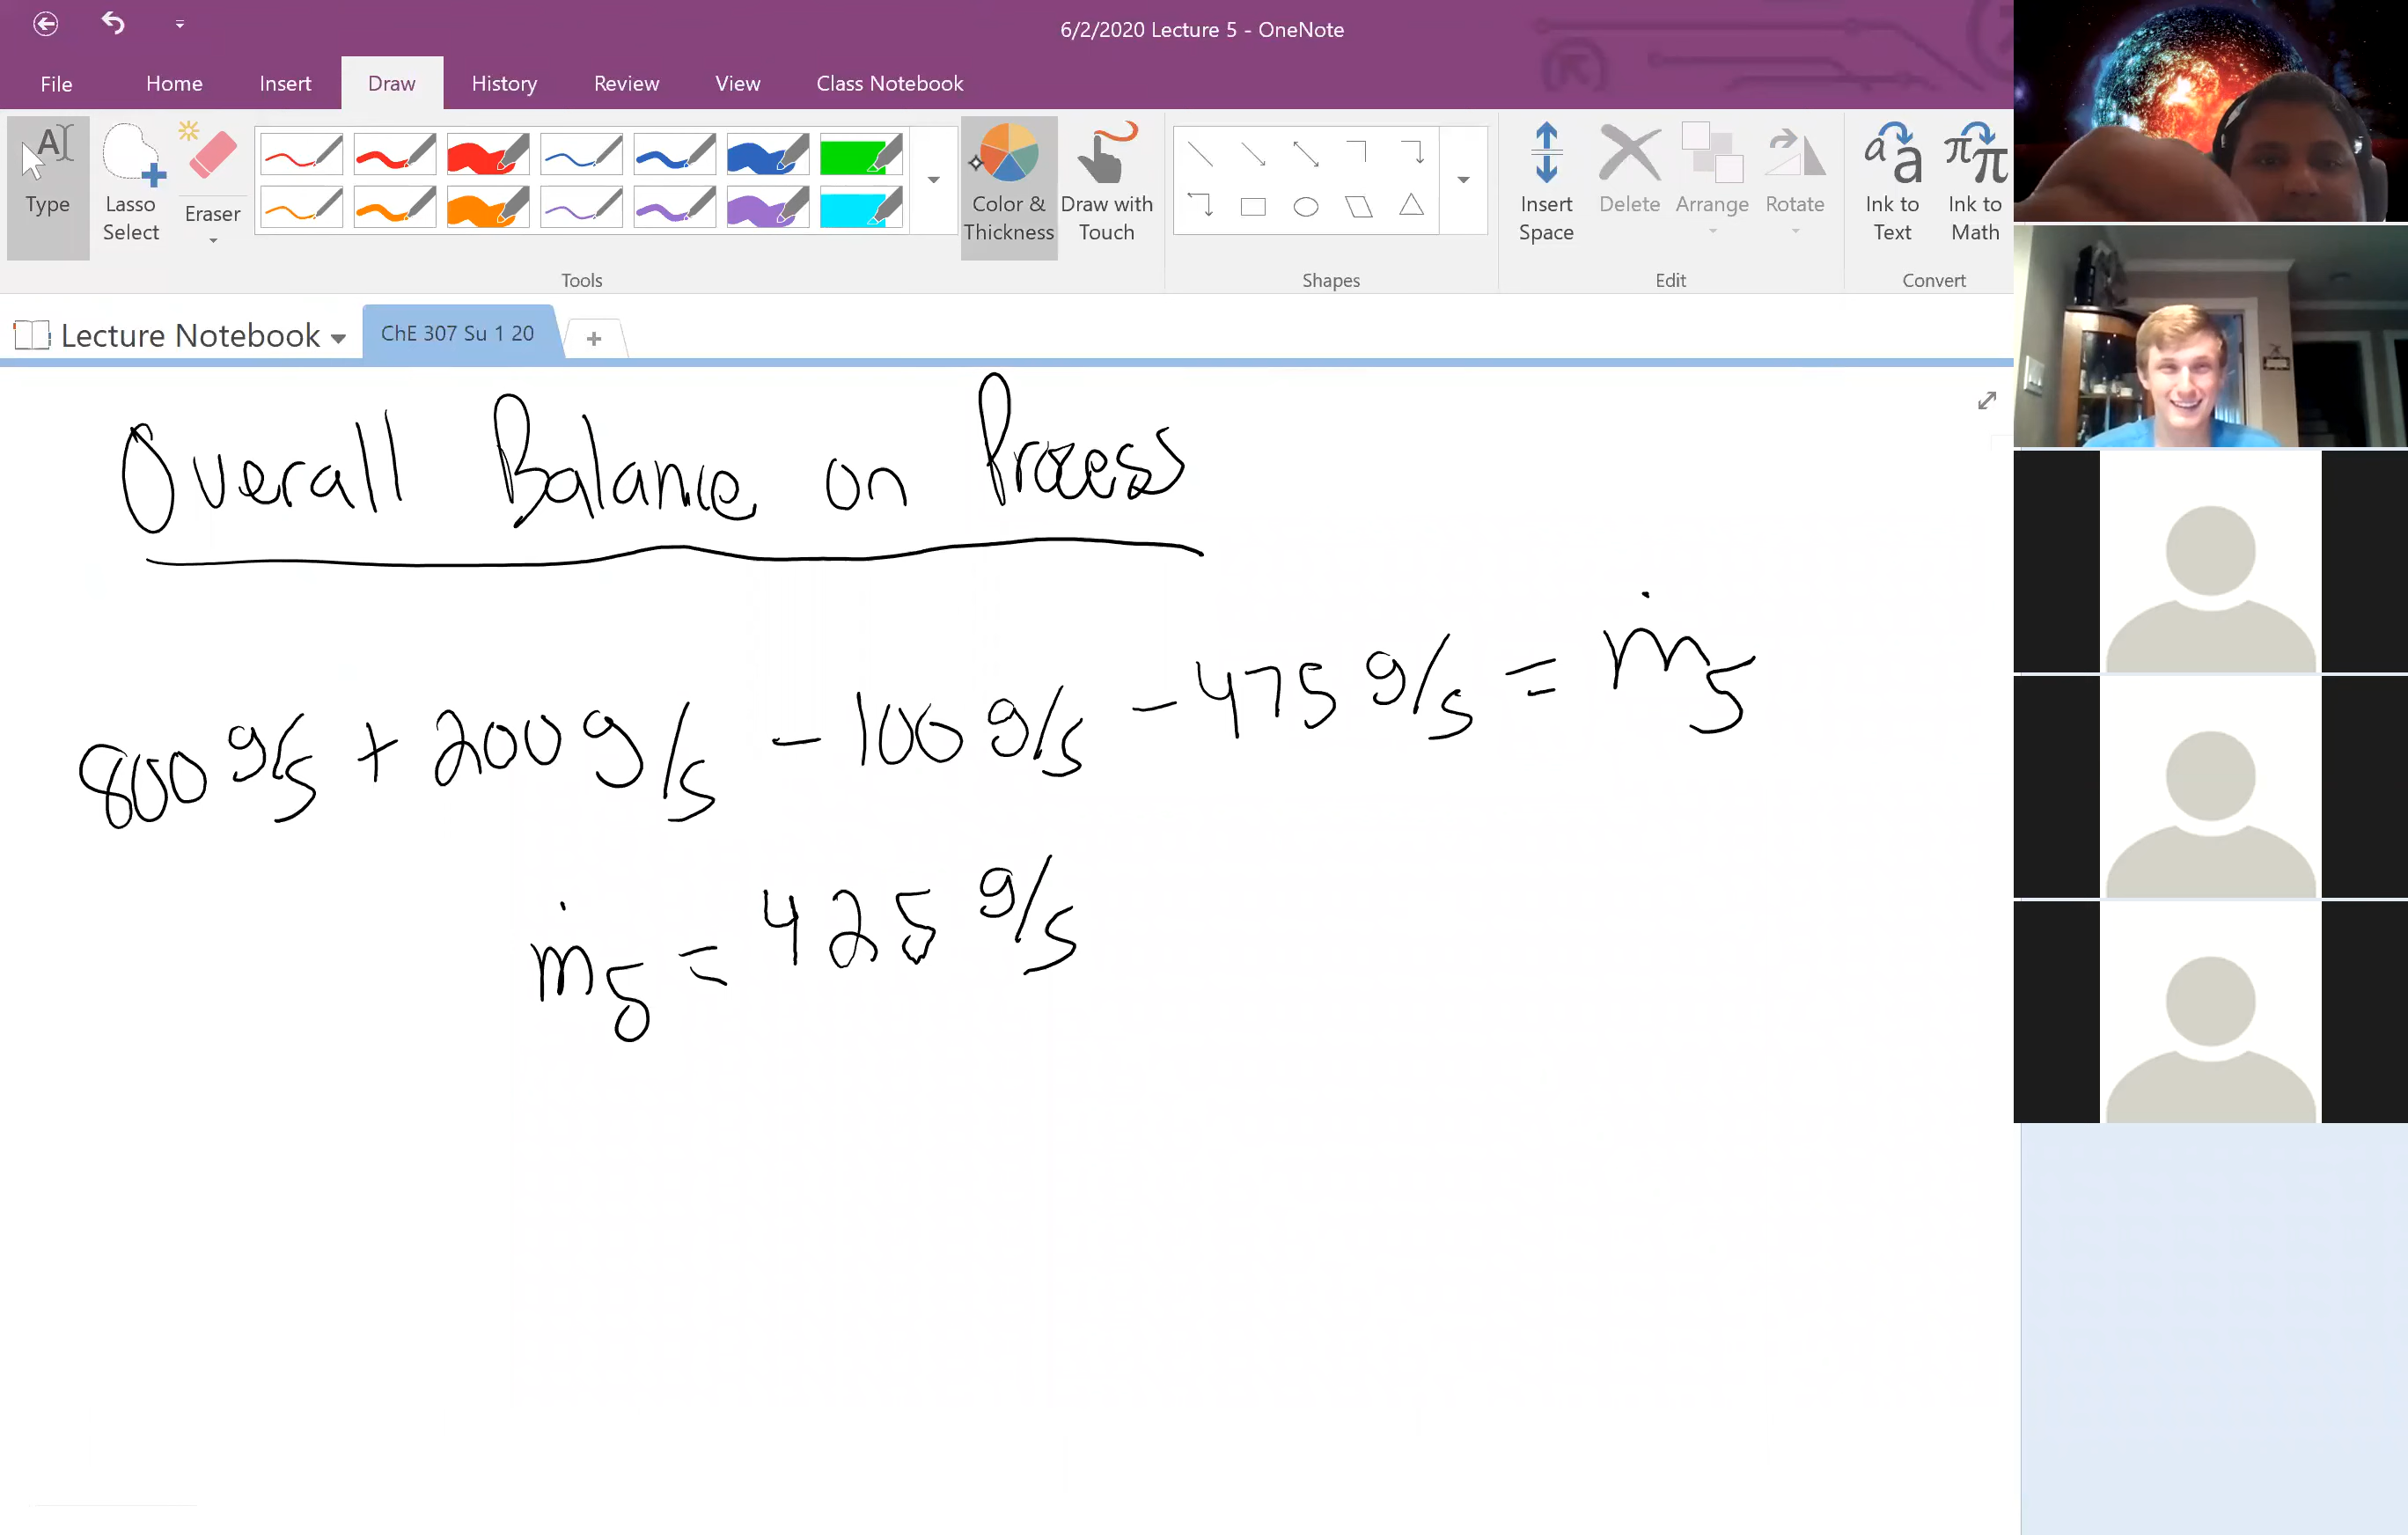 6/2/2020 Lecture 5 - OneNote
File Home Insert Draw History Review View Class Notebook
Type
Lasso Select
Eraser
Color & Thickness
Draw with Touch
Insert Space
Delete
Arrange
Rotate
Ink to Text
Ink to Math
Tools
Shapes
Edit
Convert
Lecture Notebook
ChE 307 Su 1 20
Overall Balance on Process
800 g/s + 200 g/s - 100 g/s - 475 g/s = ṁ5
ṁ5 = 425 g/s